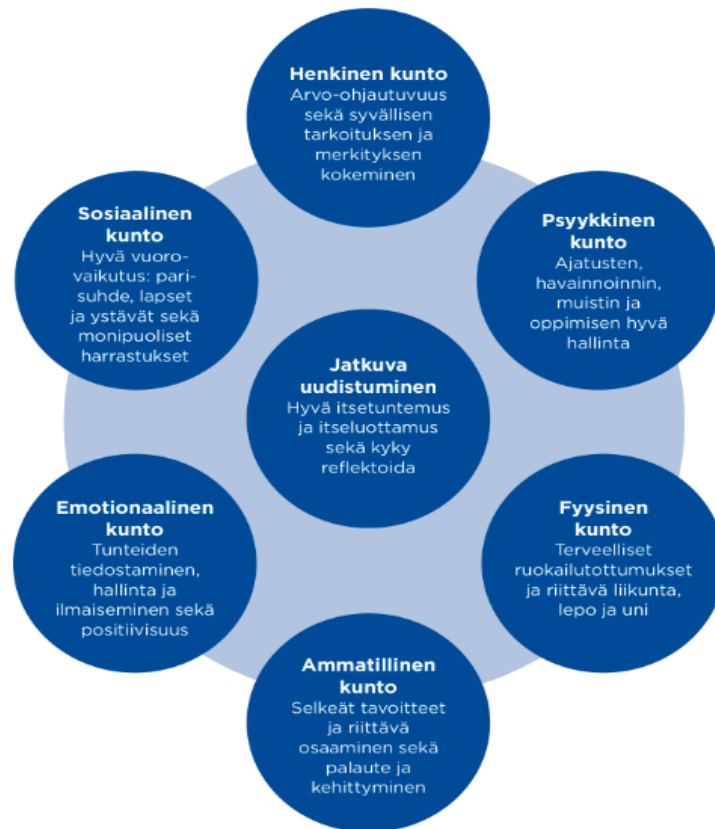 Henkinen kunto
Arvo-ohjautuvuus
sekä syvällisen
tarkoituksen ja
merkityksen
kokeminen
Sosiaalinen
kunto
Hyvä vuoro-
vaikutus: pari-
suhde, lapset
ja ystävät sekä
monipuoliset
harrastukset
Psyykkinen
kunto
Ajatusten,
havainnoinnin,
muistin ja
oppimisen hyvä
hallinta
Jatkuva
uudistuminen
Hyvä itsetuntemus
ja itseluottamus
sekä kyky
reflektoida
Emotionaalinen
kunto
Tunteiden
tiedostaminen,
hallinta ja
ilmaiseminen sekä
positiivisuus
Fyysinen
kunto
Terveelliset
ruokailutottumukset
ja riittävä liikunta,
lepo ja uni
Ammatillinen
kunto
Selkeät tavoitteet
ja riittävä
osaaminen sekä
palaute ja
kehittyminen